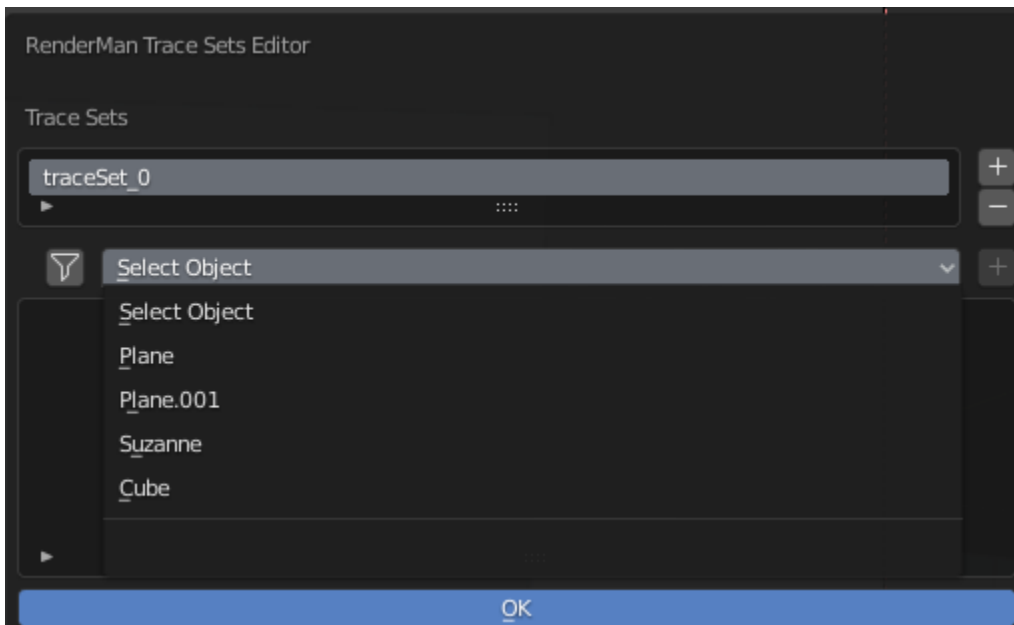 RenderMan Trace Sets Editor
Trace Sets
traceSet_0
Select Object
Select Object
Plane
Plane.001
Suzanne
Cube
OK